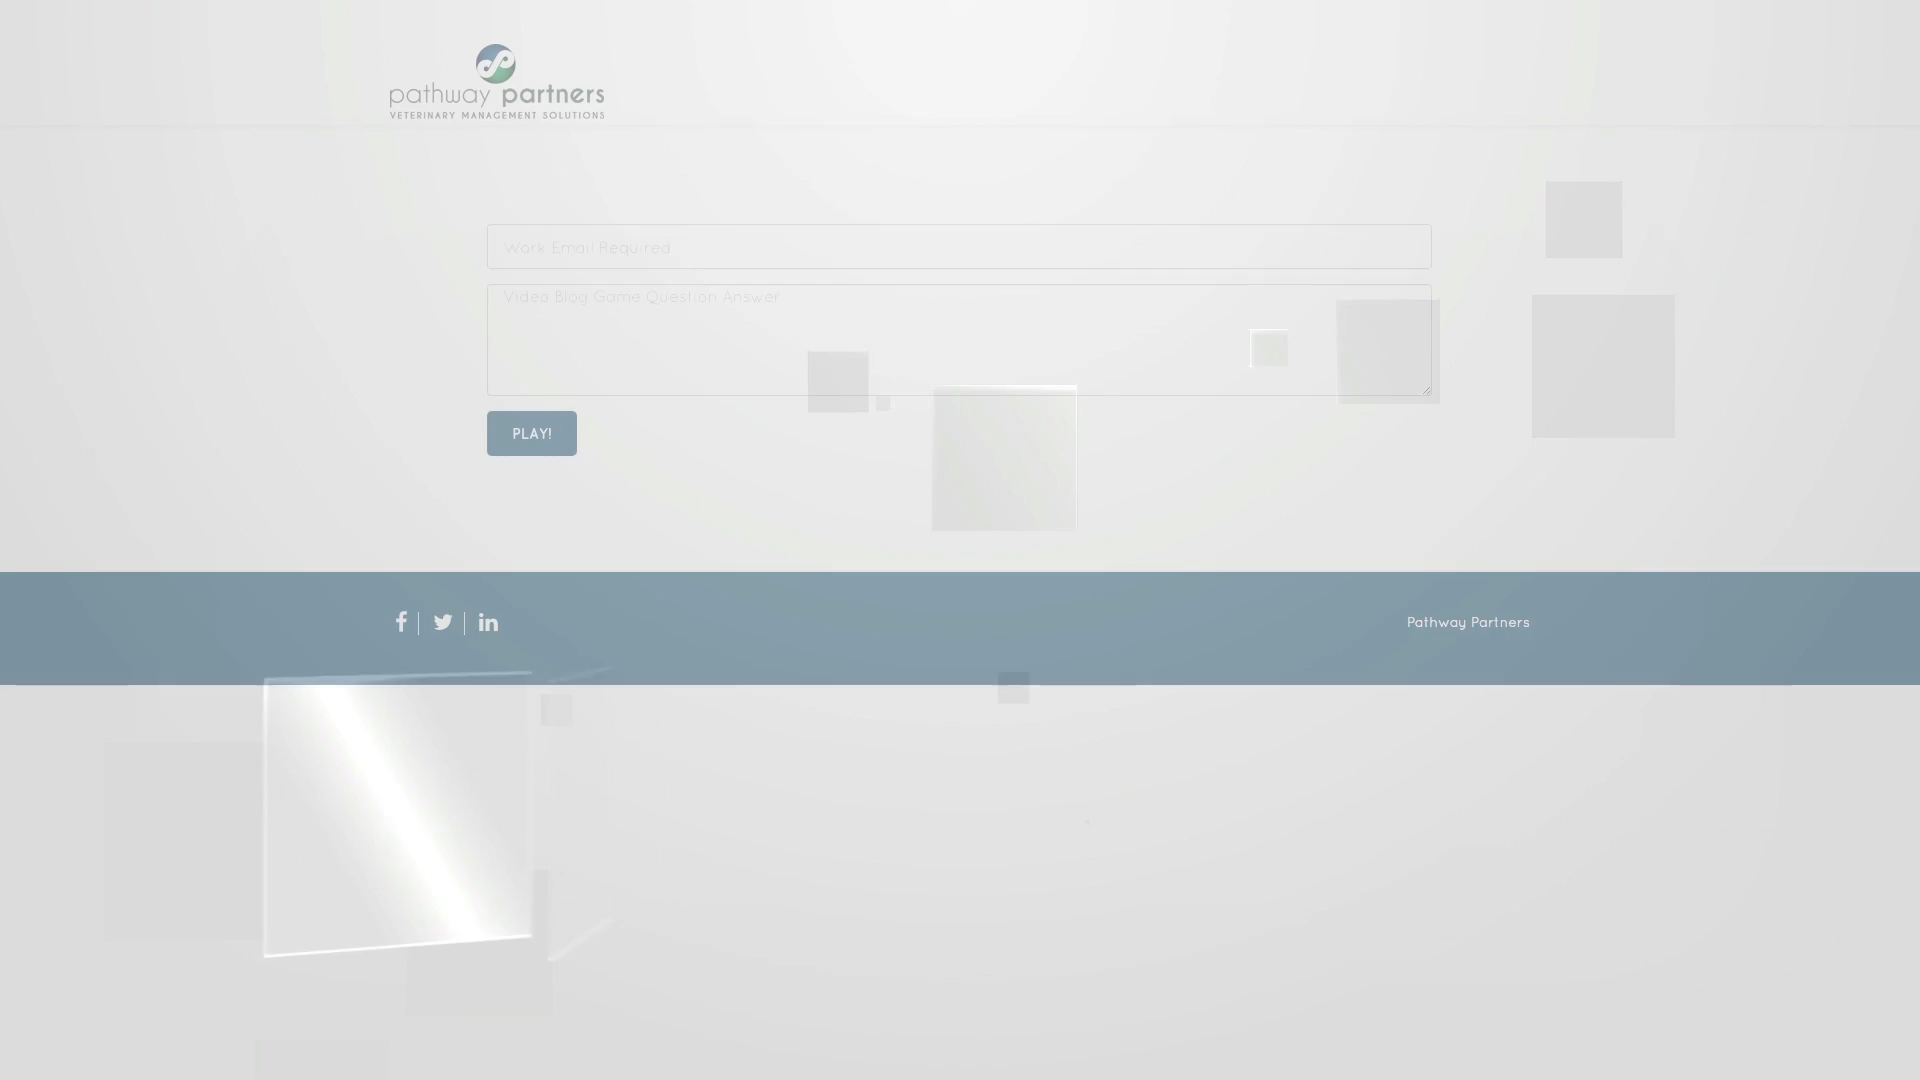 pathway partners
VETERINARY MANAGEMENT SOLUTIONS
Work Email Required
Video Blog Game Question Answer
PLAY!
Pathway Partners